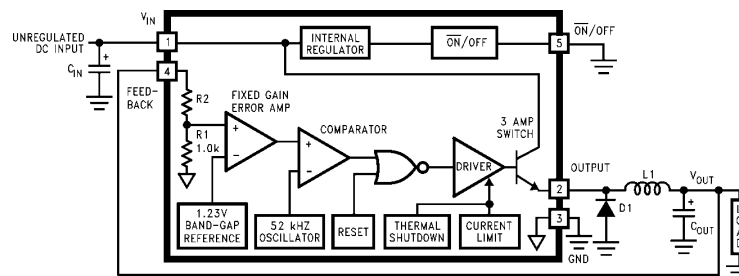 V_IN
UNREGULATED
DC INPUT
1
INTERNAL
REGULATOR
ON/OFF
5
ON/OFF
+
C_IN
4
FEED-
BACK
R2
FIXED GAIN
ERROR AMP
R1
1.0k
+
-
COMPARATOR
+
-
3 AMP
SWITCH
DRIVER
OUTPUT
2
L1
V_OUT
D1
+
C_OUT
3
GND
1.23V
BAND-GAP
REFERENCE
52 kHZ
OSCILLATOR
RESET
THERMAL
SHUTDOWN
CURRENT
LIMIT